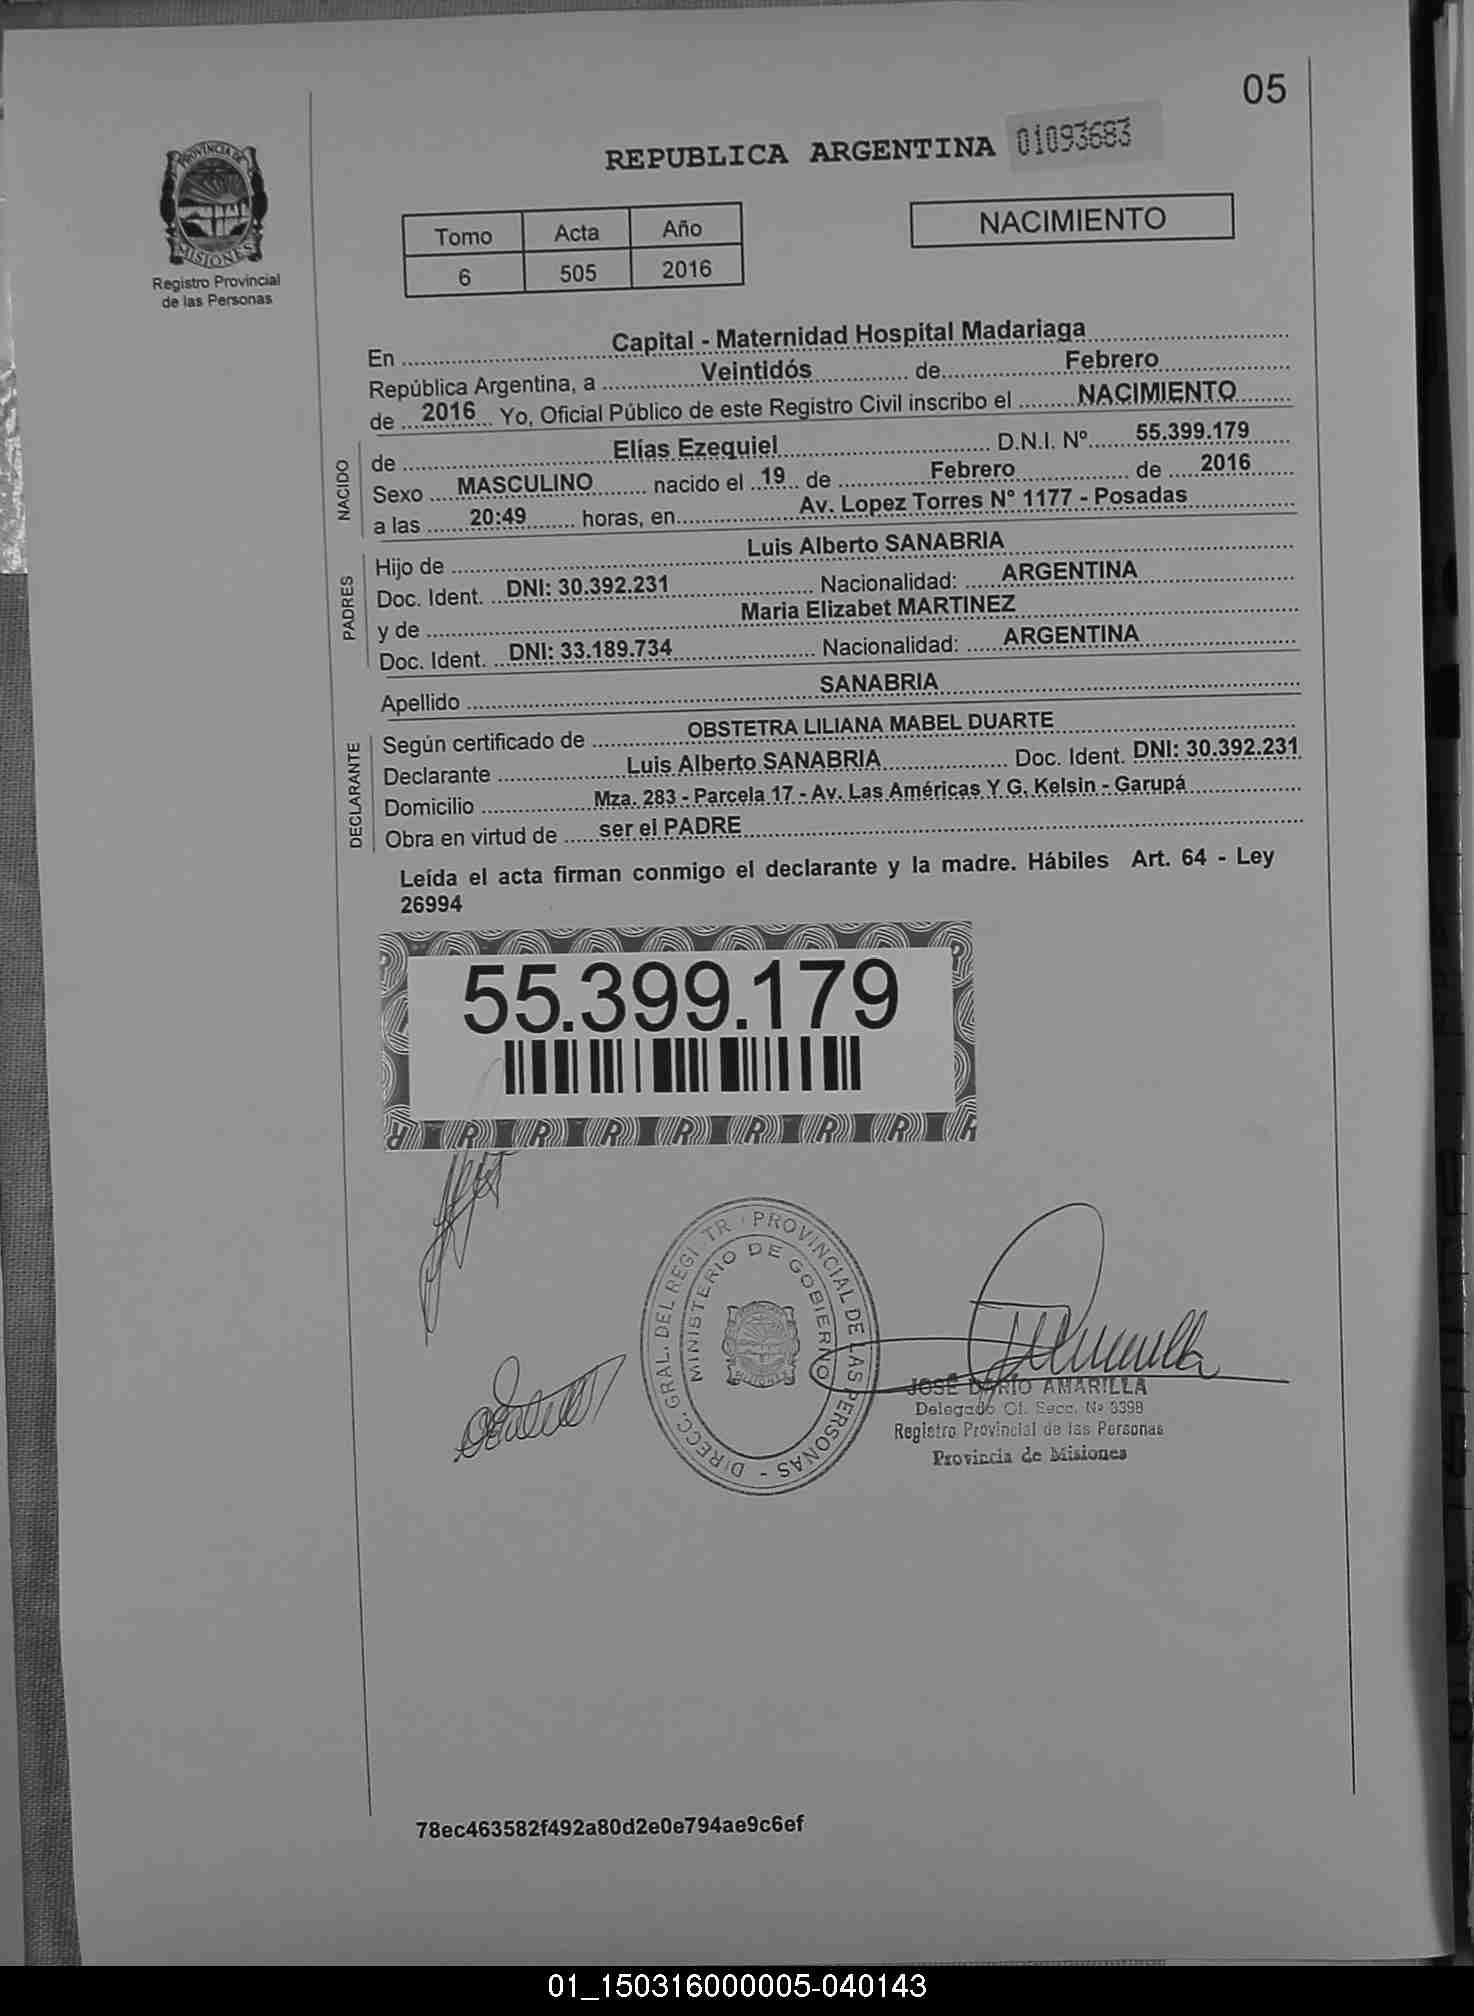 05
REPUBLICA ARGENTINA 01093683
PROVINCIA DE
MISIONES
Registro Provincial
de las Personas
Tomo Acta Año
6 505 2016
NACIMIENTO
En Capital - Maternidad Hospital Madariaga
República Argentina, a Veintidós de Febrero
de 2016 Yo, Oficial Público de este Registro Civil inscribo el NACIMIENTO
NACIDO
de Elías Ezequiel D.N.I. Nº 55.399.179
Sexo MASCULINO nacido el 19 de Febrero de 2016
a las 20:49 horas, en Av. Lopez Torres N° 1177 - Posadas
PADRES
Hijo de Luis Alberto SANABRIA
Doc. Ident. DNI: 30.392.231 Nacionalidad: ARGENTINA
y de Maria Elizabet MARTINEZ
Doc. Ident. DNI: 33.189.734 Nacionalidad: ARGENTINA
Apellido SANABRIA
DECLARANTE
Según certificado de OBSTETRA LILIANA MABEL DUARTE
Declarante Luis Alberto SANABRIA Doc. Ident. DNI: 30.392.231
Domicilio Mza. 283 - Parcela 17 - Av. Las Américas Y G. Kelsin - Garupá
Obra en virtud de ser el PADRE
Leída el acta firman conmigo el declarante y la madre. Hábiles Art. 64 - Ley
26994
55.399.179
DIRECC. GRAL. DEL REGISTR PROVINCIAL DE LAS PERSONAS -
MINISTERIO DE GOBIERNO
JOSÉ DARÍO AMARILLA
Delegado Of. Secc. Nº 3398
Registro Provincial de las Personas
Provincia de Misiones
78ec463582f492a80d2e0e794ae9c6ef
01_150316000005-040143